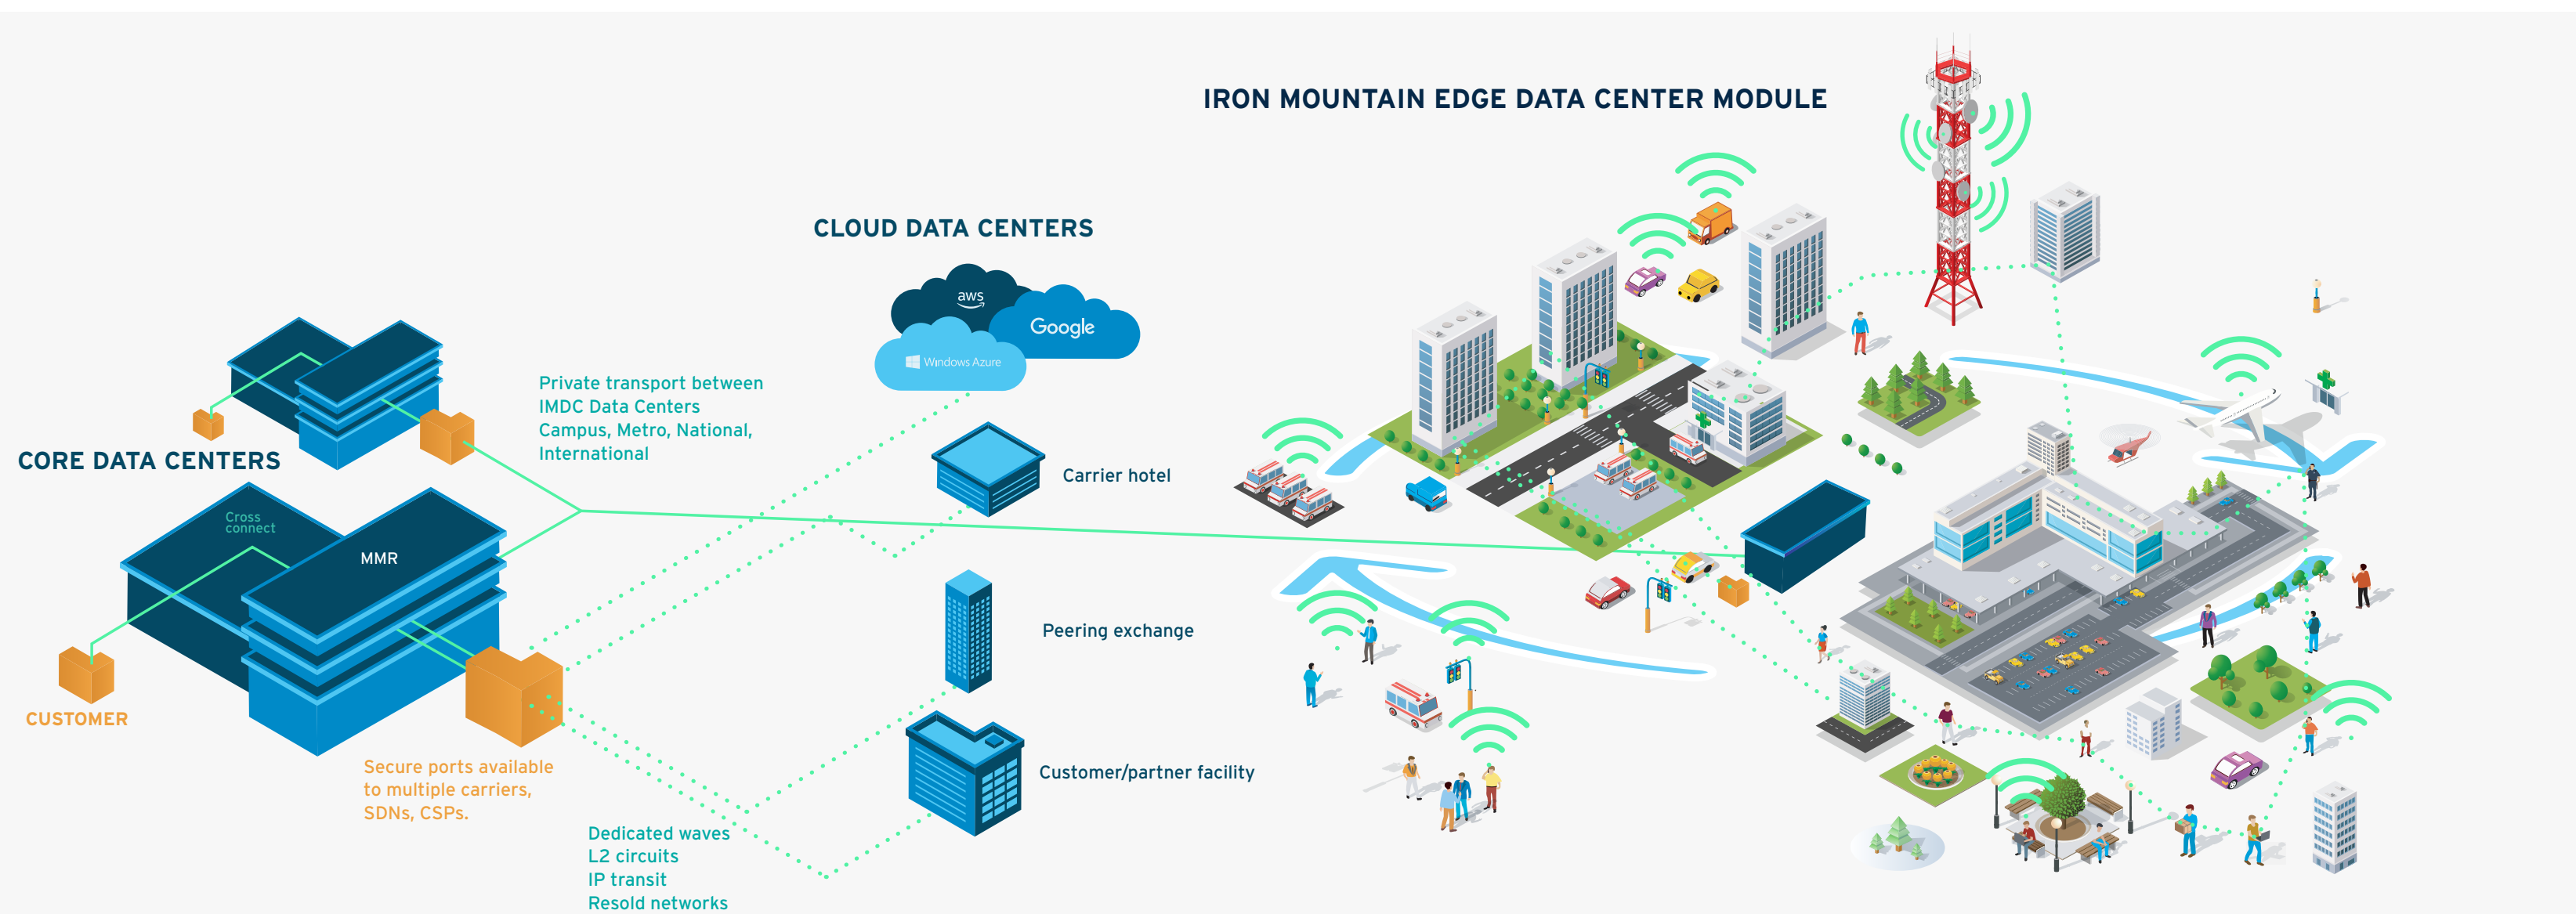 IRON MOUNTAIN EDGE DATA CENTER MODULE
CLOUD DATA CENTERS
aws
Google
Windows Azure
Private transport between
IMDC Data Centers
Campus, Metro, National,
International
CORE DATA CENTERS
Carrier hotel
Cross
connect
MMR
Peering exchange
CUSTOMER
Secure ports available
to multiple carriers,
SDNs, CSPs.
Customer/partner facility
Dedicated waves
L2 circuits
IP transit
Resold networks